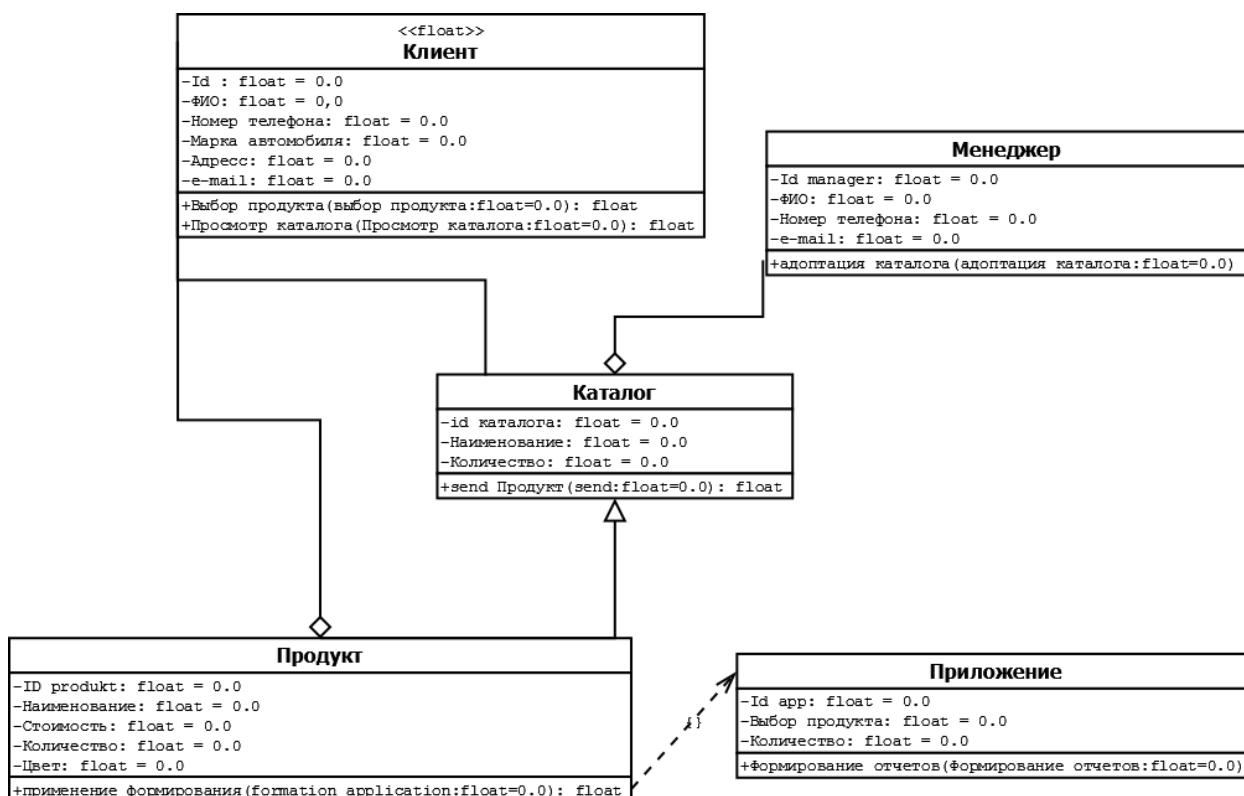 <<float>>
Клиент
-Id : float = 0.0
-ФИО: float = 0,0
-Номер телефона: float = 0.0
-Марка автомобиля: float = 0.0
-Адресс: float = 0.0
-e-mail: float = 0.0
+Выбор продукта(выбор продукта:float=0.0): float
+Просмотр каталога(Просмотр каталога:float=0.0): float
Менеджер
-Id manager: float = 0.0
-ФИО: float = 0.0
-Номер телефона: float = 0.0
-e-mail: float = 0.0
+адоптация каталога(адоптация каталога:float=0.0)
Каталог
-id каталога: float = 0.0
-Наименование: float = 0.0
-Количество: float = 0.0
+send Продукт(send:float=0.0): float
Продукт
-ID produkt: float = 0.0
-Наименование: float = 0.0
-Стоимость: float = 0.0
-Количество: float = 0.0
-Цвет: float = 0.0
+применение формирования(formation application:float=0.0): float
{}
Приложение
-Id app: float = 0.0
-Выбор продукта: float = 0.0
-Количество: float = 0.0
+Формирование отчетов(Формирование отчетов:float=0.0)